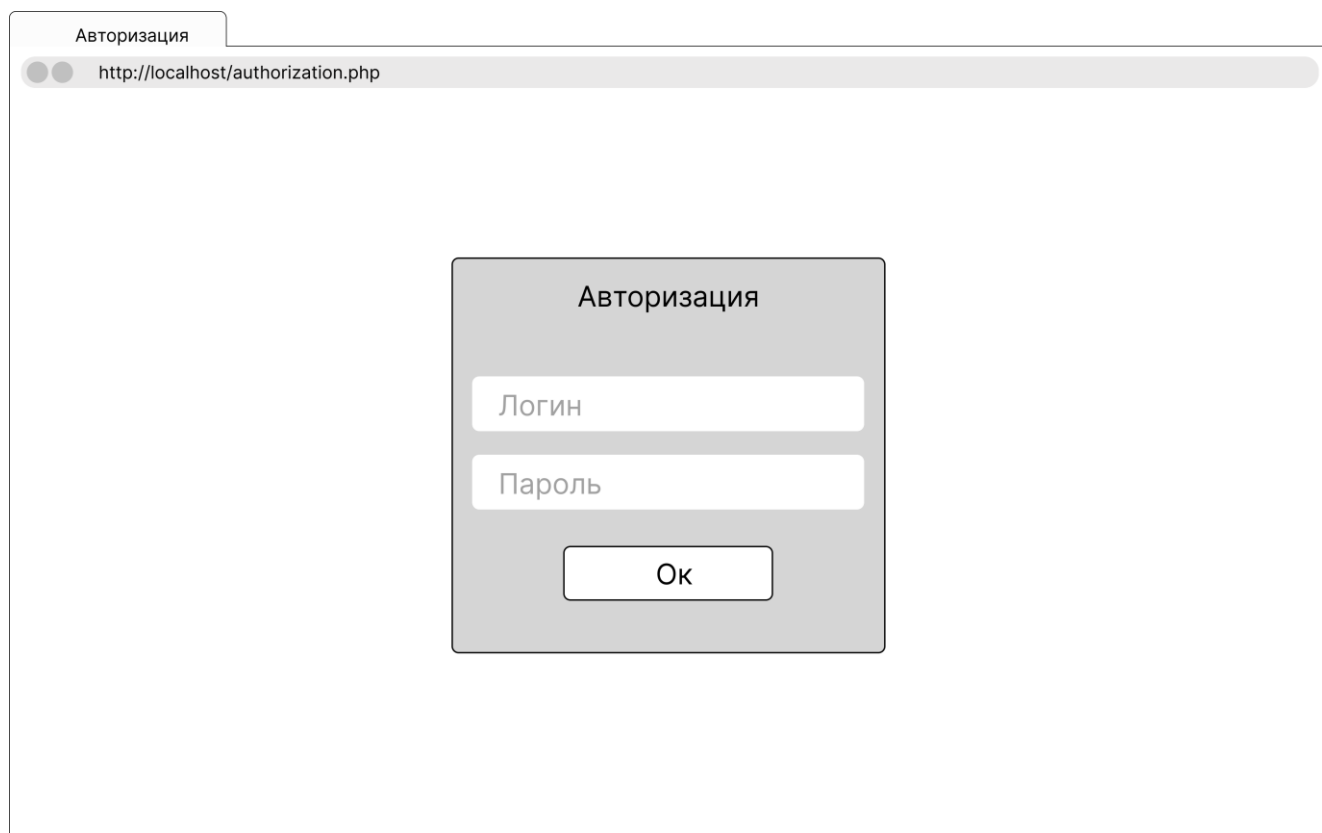 Авторизация
http://localhost/authorization.php
Авторизация
Логин
Пароль
Ок